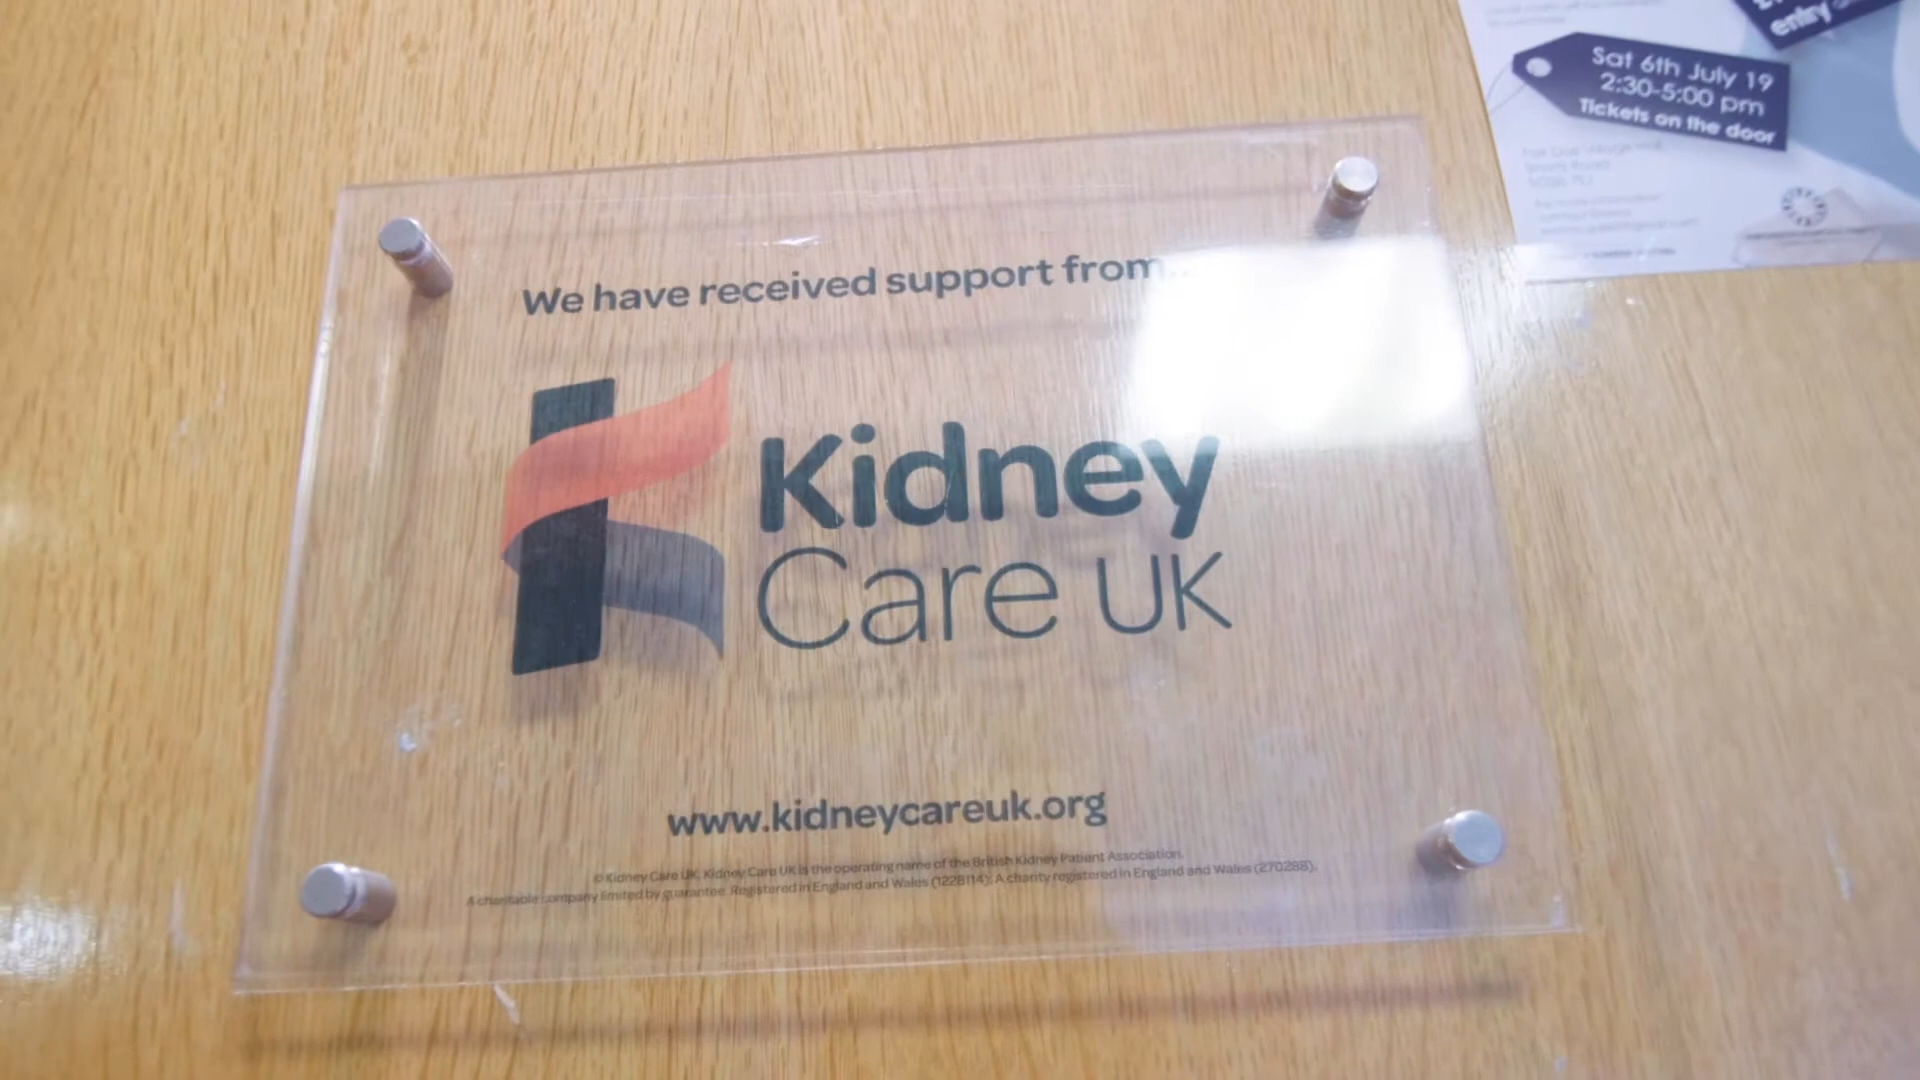 We have received support from..
Kidney
Care UK
www.kidneycareuk.org
© Kidney Care UK. Kidney Care UK is the operating name of the British Kidney Patient Association.
A charitable company limited by guarantee. Registered in England and Wales (1228114). A charity registered in England and Wales (270288).
entry
Sat 6th July 19
2:30-5:00 pm
Tickets on the door